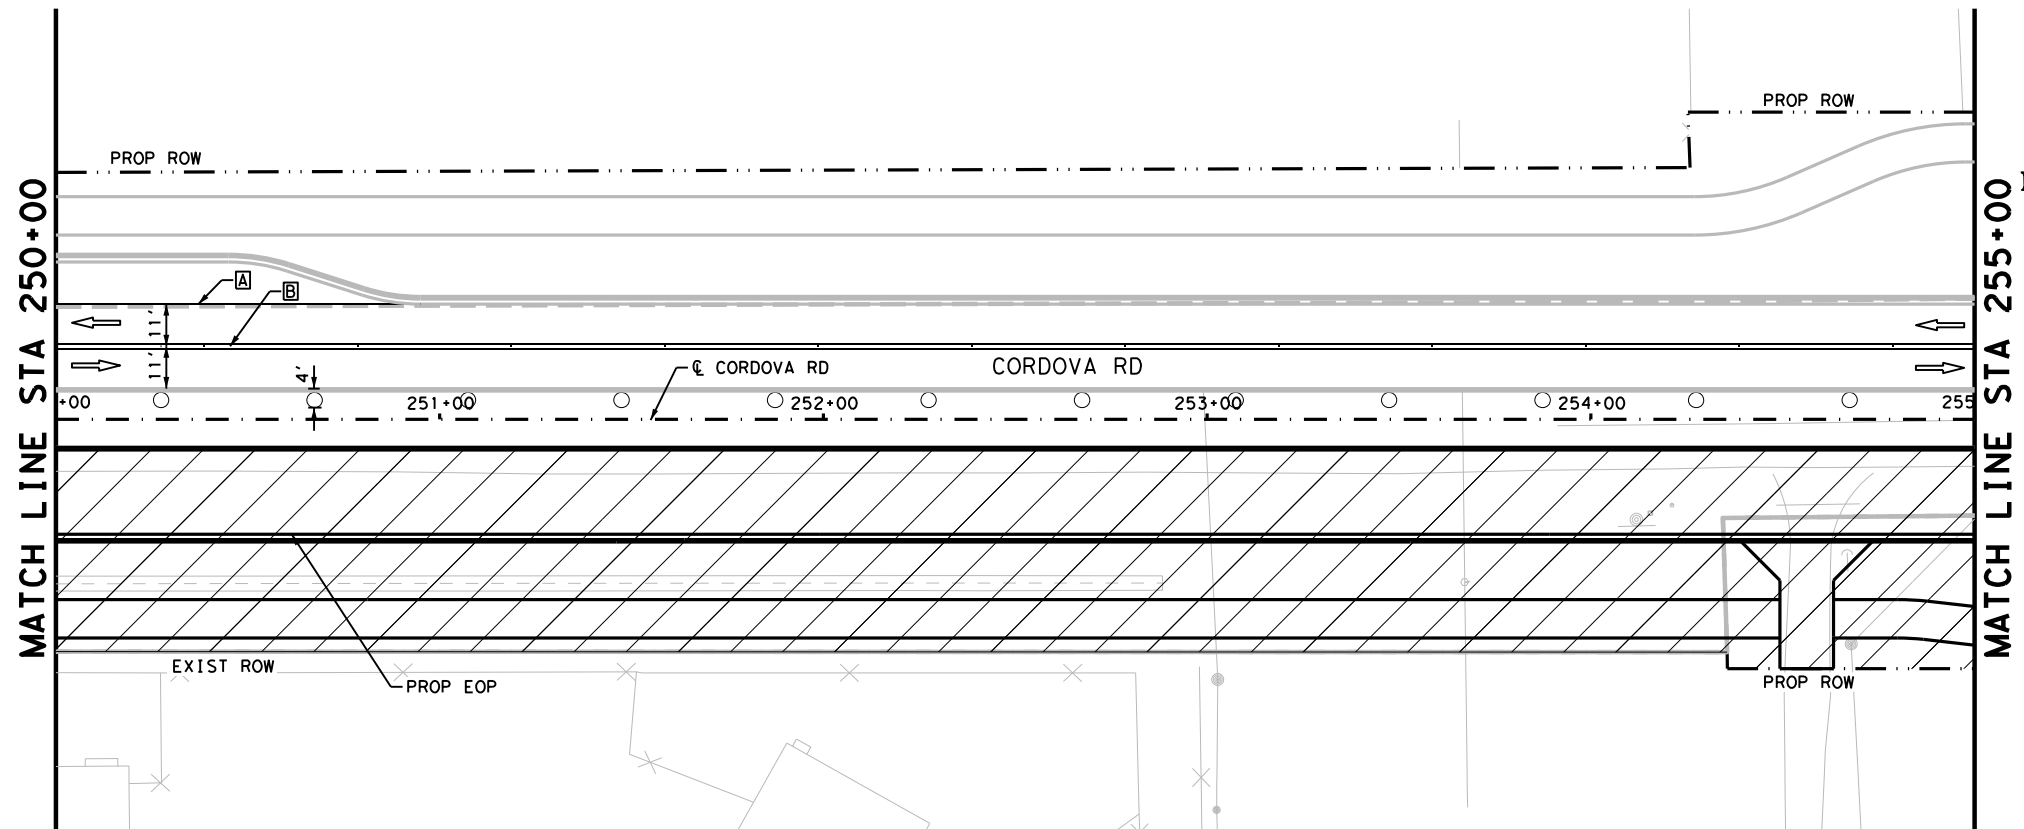 PROP ROW
PROP ROW
A
B
11'
11'
4'
℄ CORDOVA RD
CORDOVA RD
+00
251+00
252+00
253+00
254+00
255
EXIST ROW
PROP EOP
PROP ROW
MATCH LINE STA 250+00
MATCH LINE STA 255+00